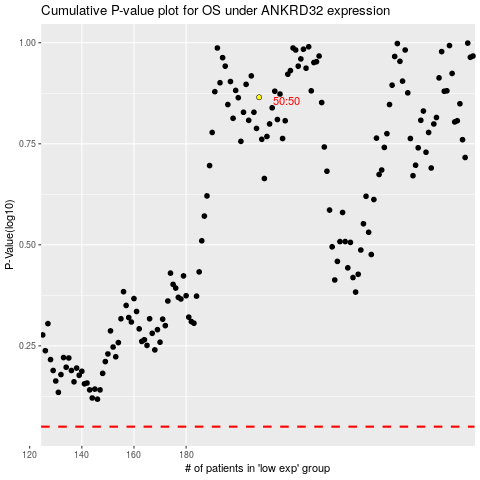 Cumulative P-value plot for OS under ANKRD32 expression
P-Value(log10)
1.00
0.75
0.50
0.25
50:50
120 140 160 180
# of patients in 'low exp' group